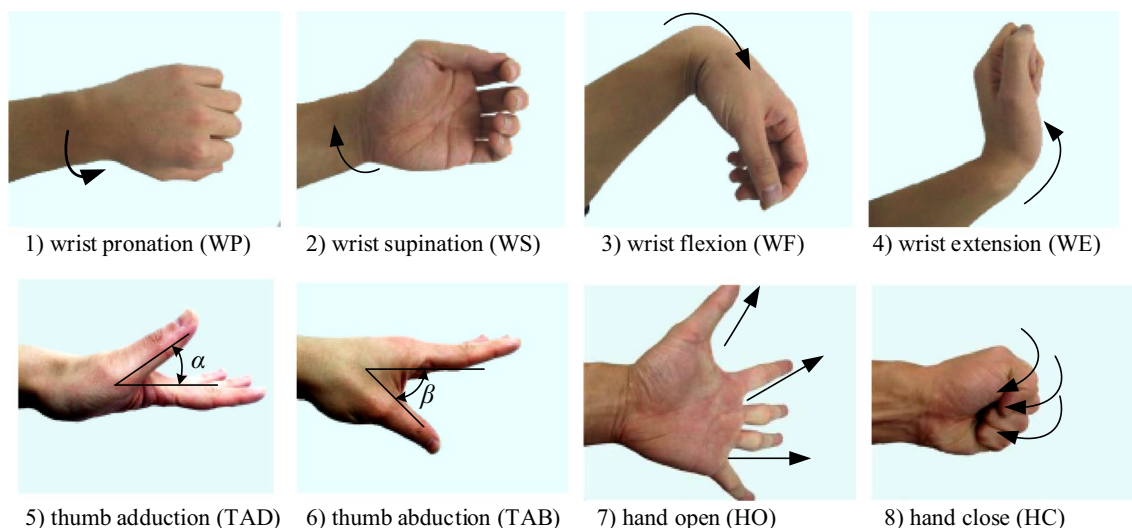 1) wrist pronation (WP)
2) wrist supination (WS)
3) wrist flexion (WF)
4) wrist extension (WE)
α
β
5) thumb adduction (TAD)
6) thumb abduction (TAB)
7) hand open (HO)
8) hand close (HC)